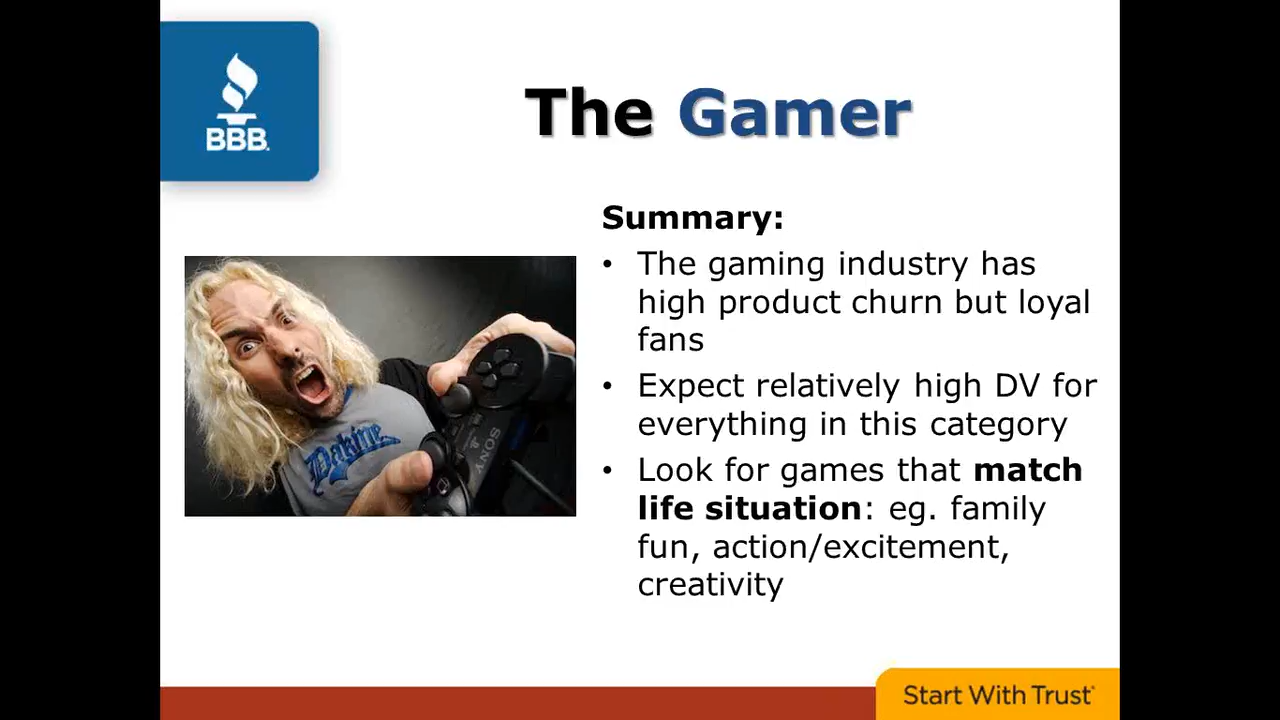 BBB.
The Gamer
Summary:
• The gaming industry has
high product churn but loyal
fans
• Expect relatively high DV for
everything in this category
• Look for games that match
life situation: eg. family
fun, action/excitement,
creativity
Dakine
SONY
Start With Trust®